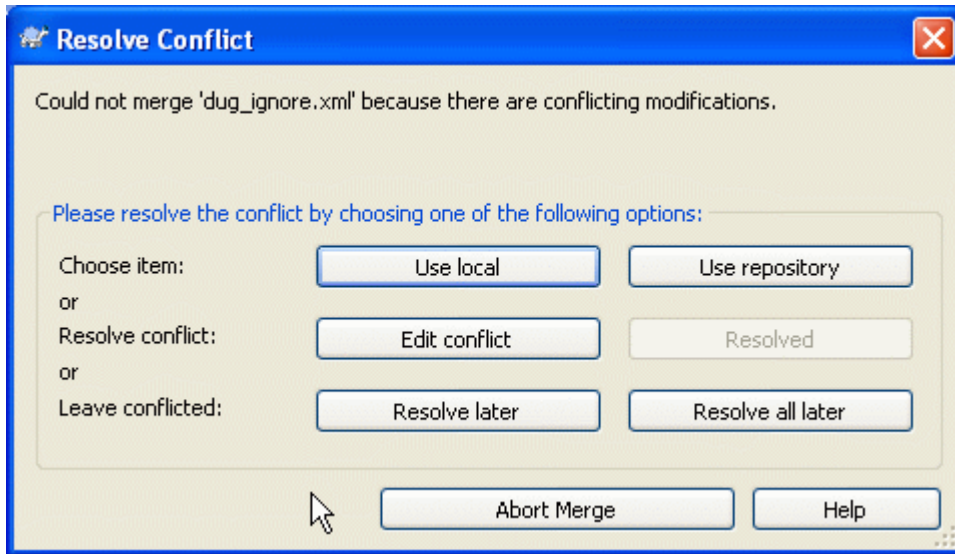 Resolve Conflict
Could not merge 'dug_ignore.xml' because there are conflicting modifications.
Please resolve the conflict by choosing one of the following options:
Choose item: Use local Use repository
or
Resolve conflict: Edit conflict Resolved
or
Leave conflicted: Resolve later Resolve all later
Abort Merge Help